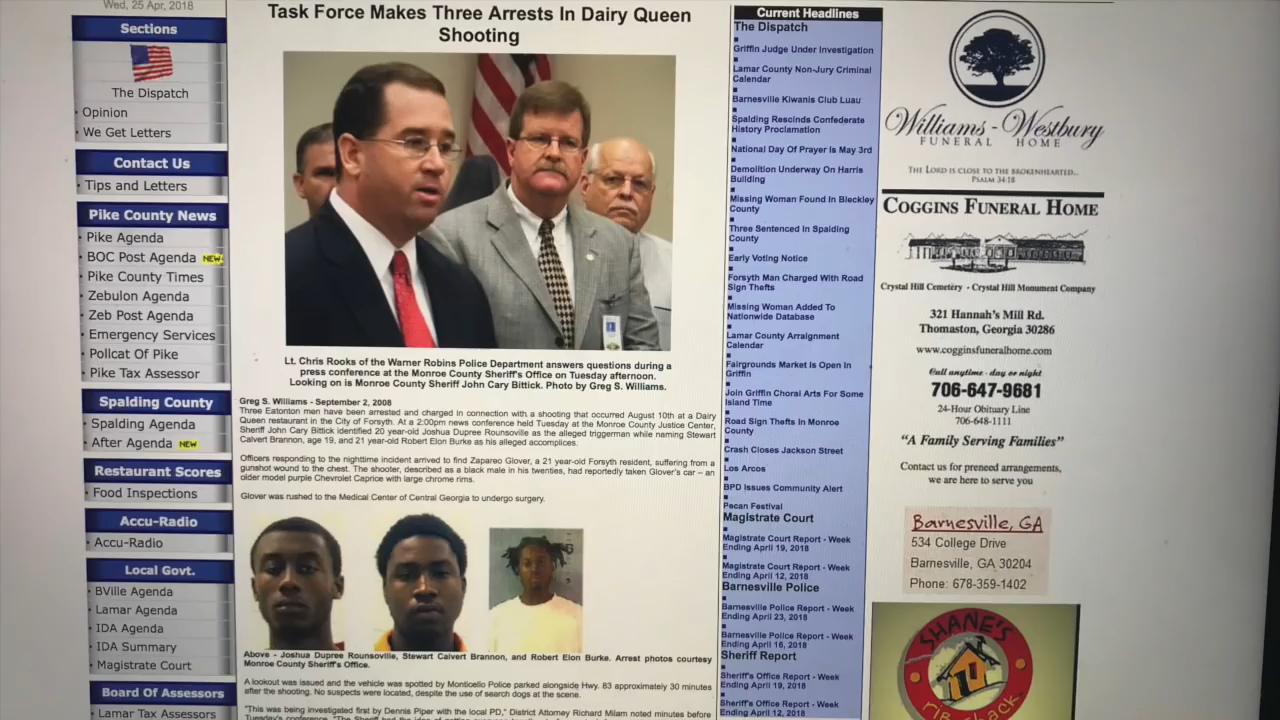 Wed, 25 Apr, 2018
Sections
The Dispatch
Opinion
We Get Letters
Contact Us
Tips and Letters
Pike County News
Pike Agenda
BOC Post Agenda NEW
Pike County Times
Zebulon Agenda
Zeb Post Agenda
Emergency Services
Pollcat Of Pike
Pike Tax Assessor
Spalding County
Spalding Agenda
After Agenda NEW
Restaurant Scores
Food Inspections
Accu-Radio
Accu-Radio
Local Govt.
BVille Agenda
Lamar Agenda
IDA Agenda
IDA Summary
Magistrate Court
Board Of Assessors
Lamar Tax Assessors
Task Force Makes Three Arrests In Dairy Queen
Shooting
Lt. Chris Rooks of the Warner Robins Police Department answers questions during a
press conference at the Monroe County Sheriff's Office on Tuesday afternoon.
Looking on is Monroe County Sheriff John Cary Bittick. Photo by Greg S. Williams.
Greg S. Williams - September 2, 2008
Three Eatonton men have been arrested and charged in connection with a shooting that occurred August 10th at a Dairy
Queen restaurant in the City of Forsyth. At a 2:00pm news conference held Tuesday at the Monroe County Justice Center,
Sheriff John Cary Bittick identified 20 year-old Joshua Dupree Rounsoville as the alleged triggerman while naming Stewart
Calvert Brannon, age 19, and 21 year-old Robert Elon Burke as his alleged accomplices.
Officers responding to the nighttime incident arrived to find Zapareo Glover, a 21 year-old Forsyth resident, suffering from a
gunshot wound to the chest. The shooter, described as a black male in his twenties, had reportedly taken Glover's car – an
older model purple Chevrolet Caprice with large chrome rims.
Glover was rushed to the Medical Center of Central Georgia to undergo surgery.
Above - Joshua Dupree Rounsoville, Stewart Calvert Brannon, and Robert Elon Burke. Arrest photos courtesy
Monroe County Sheriff's Office.
A lookout was issued and the vehicle was spotted by Monticello Police parked alongside Hwy. 83 approximately 30 minutes
after the shooting. No suspects were located, despite the use of search dogs at the scene.
"This was being investigated first by Dennis Piper with the local PD," District Attorney Richard Milam noted minutes before
Current Headlines
The Dispatch
Griffin Judge Under Investigation
Lamar County Non-Jury Criminal
Calendar
Barnesville Kiwanis Club Luau
Spalding Rescinds Confederate
History Proclamation
National Day Of Prayer Is May 3rd
Demolition Underway On Harris
Building
Missing Woman Found In Bleckley
County
Three Sentenced In Spalding
County
Early Voting Notice
Forsyth Man Charged With Road
Sign Thefts
Missing Woman Added To
Nationwide Database
Lamar County Arraignment
Calendar
Fairgrounds Market Is Open In
Griffin
Join Griffin Choral Arts For Some
Island Time
Road Sign Thefts In Monroe
County
Crash Closes Jackson Street
Los Arcos
BPD Issues Community Alert
Pecan Festival
Magistrate Court
Magistrate Court Report - Week
Ending April 19, 2018
Magistrate Court Report - Week
Ending April 12, 2018
Barnesville Police
Barnesville Police Report - Week
Ending April 23, 2018
Barnesville Police Report - Week
Ending April 16, 2018
Sheriff Report
Sheriff's Office Report - Week
Ending April 19, 2018
Sheriff's Office Report - Week
Ending April 12, 2018
Williams - Westbury
FUNERAL HOME
THE LORD IS CLOSE TO THE BROKENHEARTED...
PSALM 34:18
COGGINS FUNERAL HOME
Crystal Hill Cemetery - Crystal Hill Monument Company
321 Hannah's Mill Rd.
Thomaston, Georgia 30286
www.cogginsfuneralhome.com
Call anytime - day or night
706-647-9681
24-Hour Obituary Line
706-648-1111
"A Family Serving Families"
Contact us for preneed arrangements,
we are here to serve you
Barnesville, GA
534 College Drive
Barnesville, GA 30204
Phone: 678-359-1402
SHANE'S
rib shack